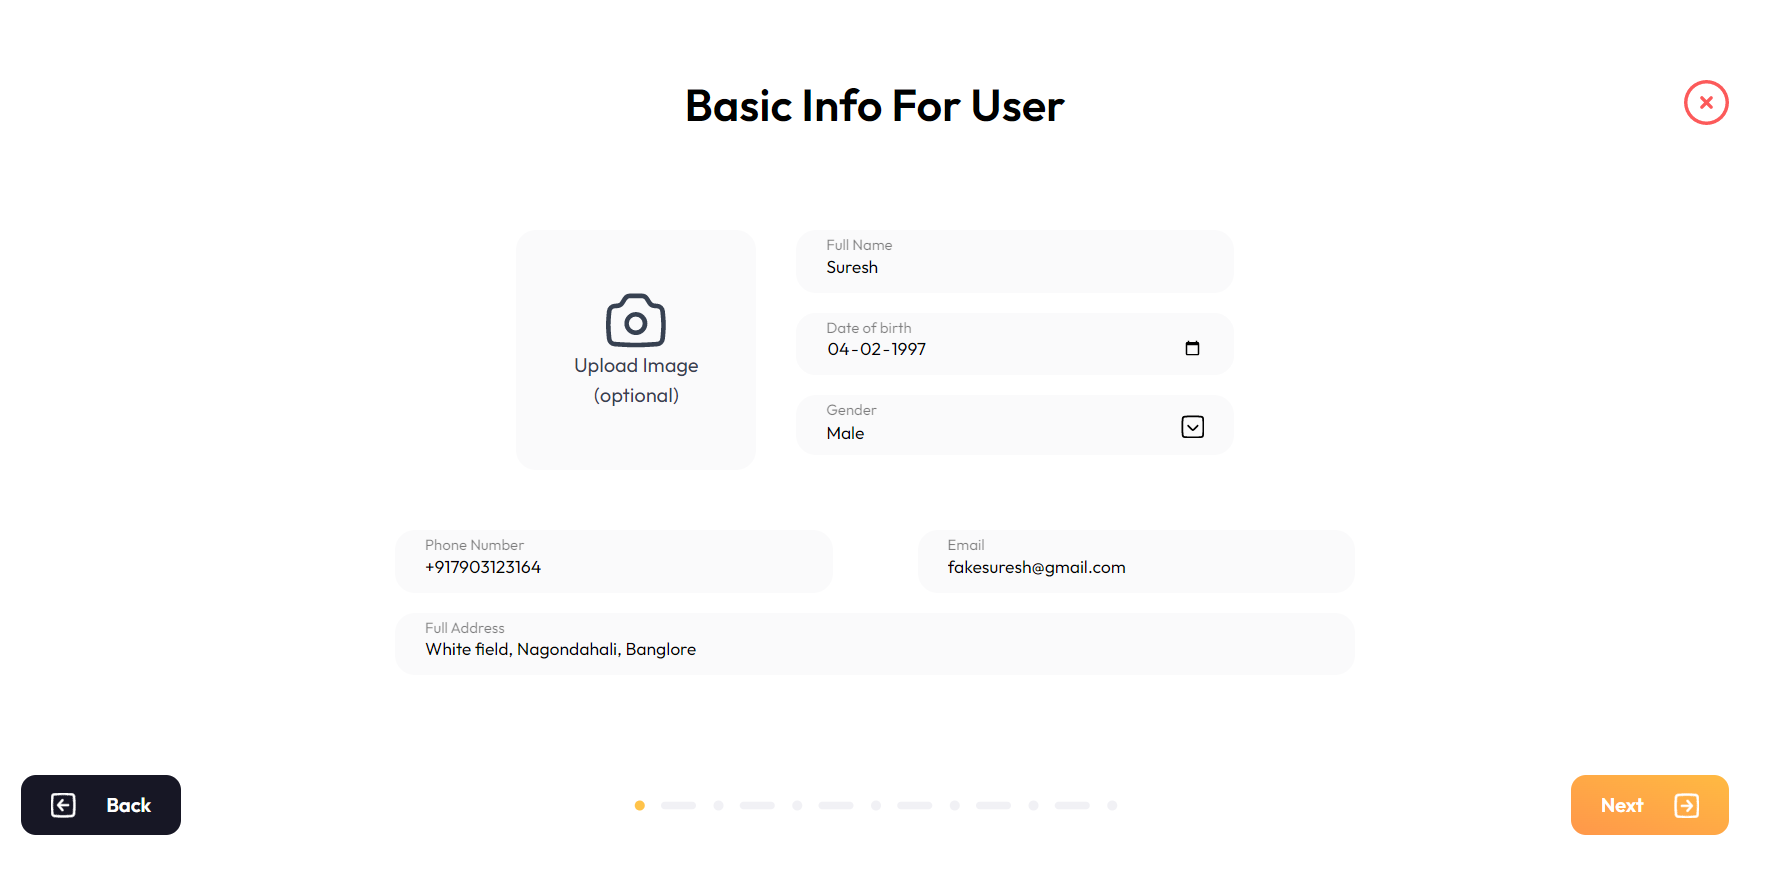 Basic Info For User
Upload Image
(optional)
Full Name
Suresh
Date of birth
04-02-1997
Gender
Male
Phone Number
+917903123164
Email
fakesuresh@gmail.com
Full Address
White field, Nagondahali, Banglore
Back
Next